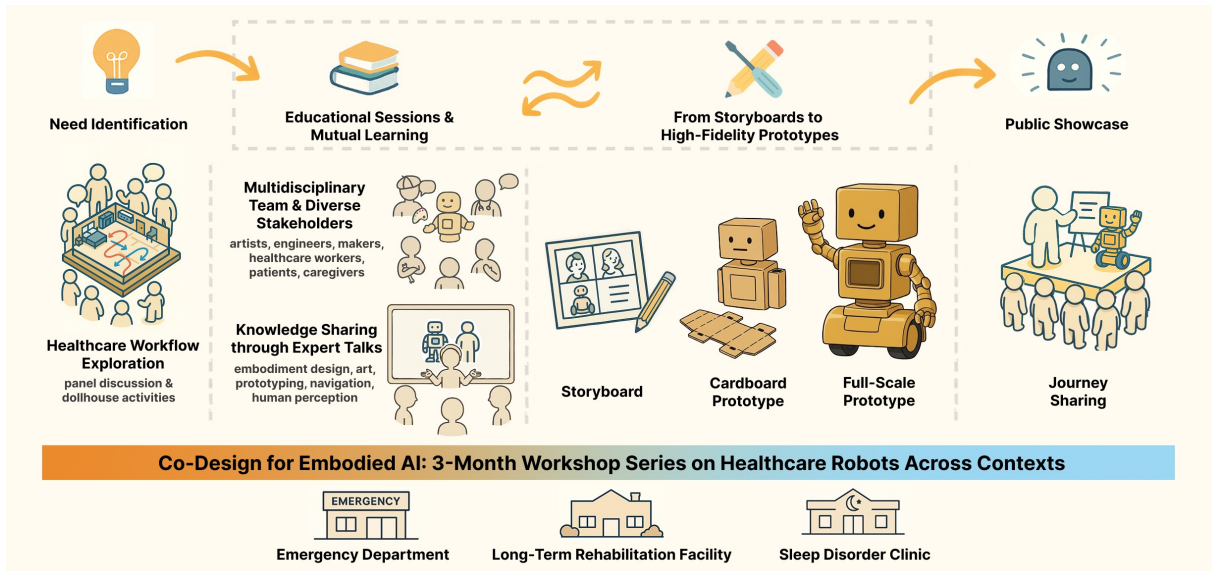 Need Identification
Educational Sessions &
Mutual Learning
From Storyboards to
High-Fidelity Prototypes
Public Showcase
Healthcare Workflow
Exploration
panel discussion &
dollhouse activities
Multidisciplinary
Team & Diverse
Stakeholders
artists, engineers, makers,
healthcare workers,
patients, caregivers
Knowledge Sharing
through Expert Talks
embodiment design, art,
prototyping, navigation,
human perception
Storyboard
Cardboard
Prototype
Full-Scale
Prototype
Journey
Sharing
Co-Design for Embodied AI: 3-Month Workshop Series on Healthcare Robots Across Contexts
EMERGENCY
Emergency Department
Long-Term Rehabilitation Facility
Sleep Disorder Clinic